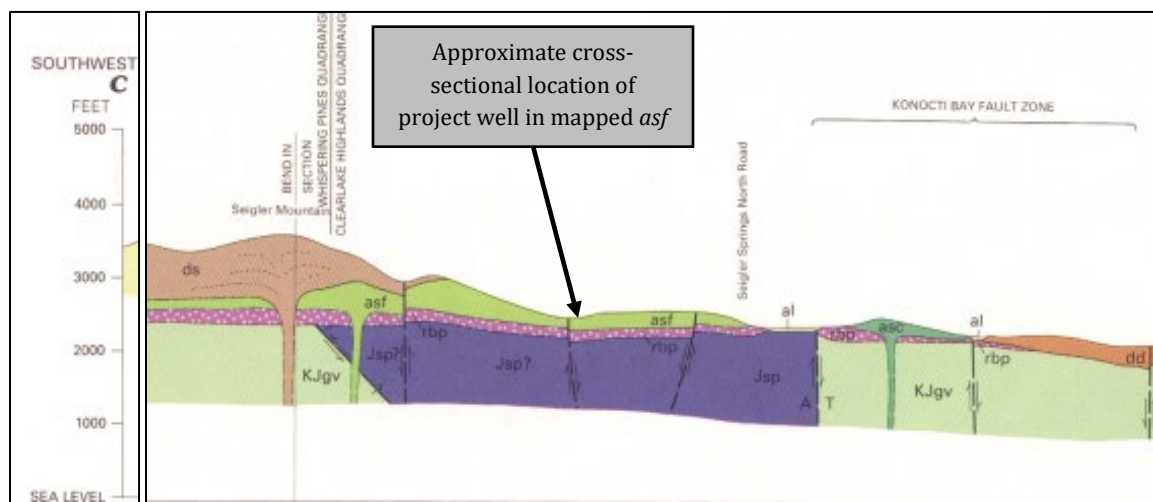 SOUTHWEST
C
FEET
5000
4000
3000
2000
1000
SEA LEVEL
BEND IN
SECTION
WHISPERING PINES QUADRANG
CLEARLAKE HIGHLANDS QUADRANG
Seigler Mountain
Approximate cross-
sectional location of
project well in mapped asf
Seigler Springs North Road
KONOCTI BAY FAULT ZONE
ds
asf
rbp
asf
rbp
al
rbp
asc
al
rbp
dd
KJgv
Jsp?
Jsp?
Jsp
KJgv
?
A T